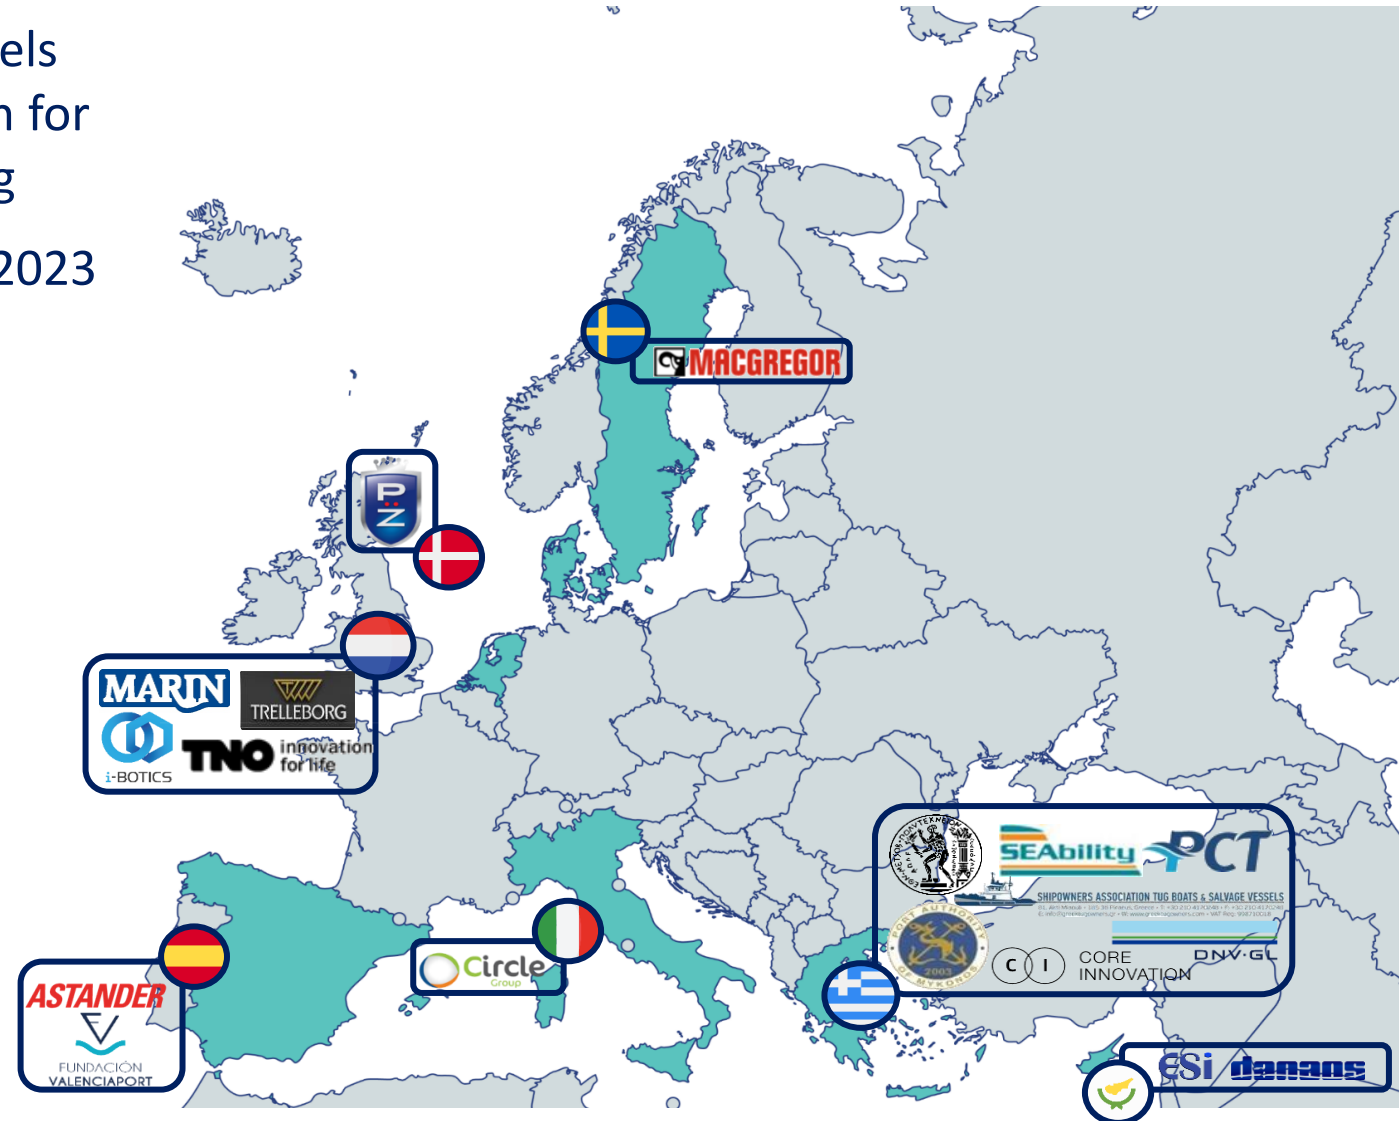 els
n for
g
2023
MACGREGOR
P
Z
MARIN
TRELLEBORG
i-BOTICS
TNO innovation
for life
SEAbility
PCT
SHIPOWNERS ASSOCIATION TUG BOATS & SALVAGE VESSELS
PORT AUTHORITY
OF MYKONOS
2003
DNV·GL
C I
CORE
INNOVATION
Circle
Group
ASTANDER
FUNDACIÓN
VALENCIAPORT
ESi danaos